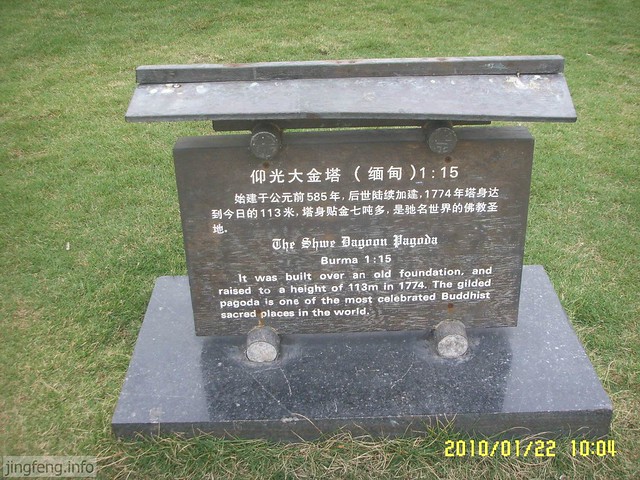 仰光大金塔（缅甸）1:15
始建于公元前585年，后世陆续加建，1774年塔身达
到今日的113米，塔身贴金七吨多，是驰名世界的佛教圣
地。
The Shwe Dagoon Pagoda
Burma 1:15
It was built over an old foundation, and
raised to a height of 113m in 1774. The gilded
pagoda is one of the most celebrated Buddhist
sacred places in the world.
2010/01/22 10:04
jingfeng.info